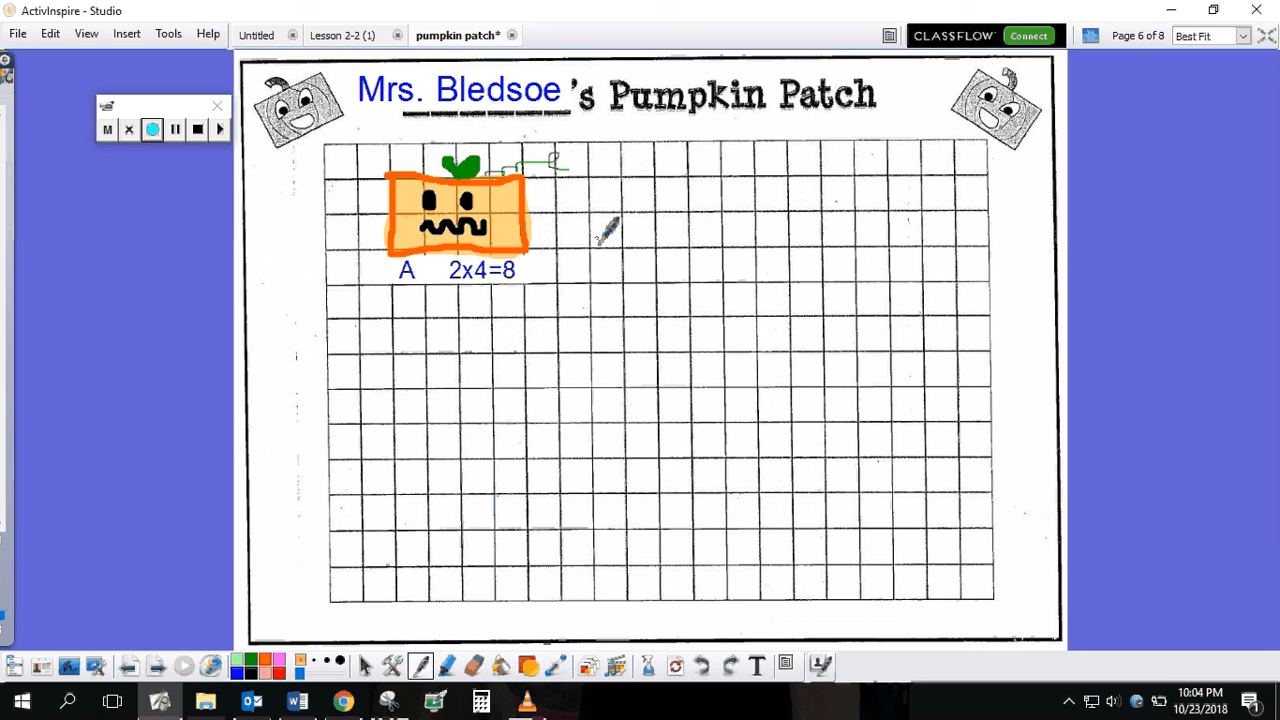 ActivInspire - Studio
File Edit View Insert Tools Help
Untitled Lesson 2-2 (1) pumpkin patch*
CLASSFLOW Connect
Page 6 of 8 Best Fit
Mrs. Bledsoe's Pumpkin Patch
A 2x4=8
10:04 PM
10/23/2018